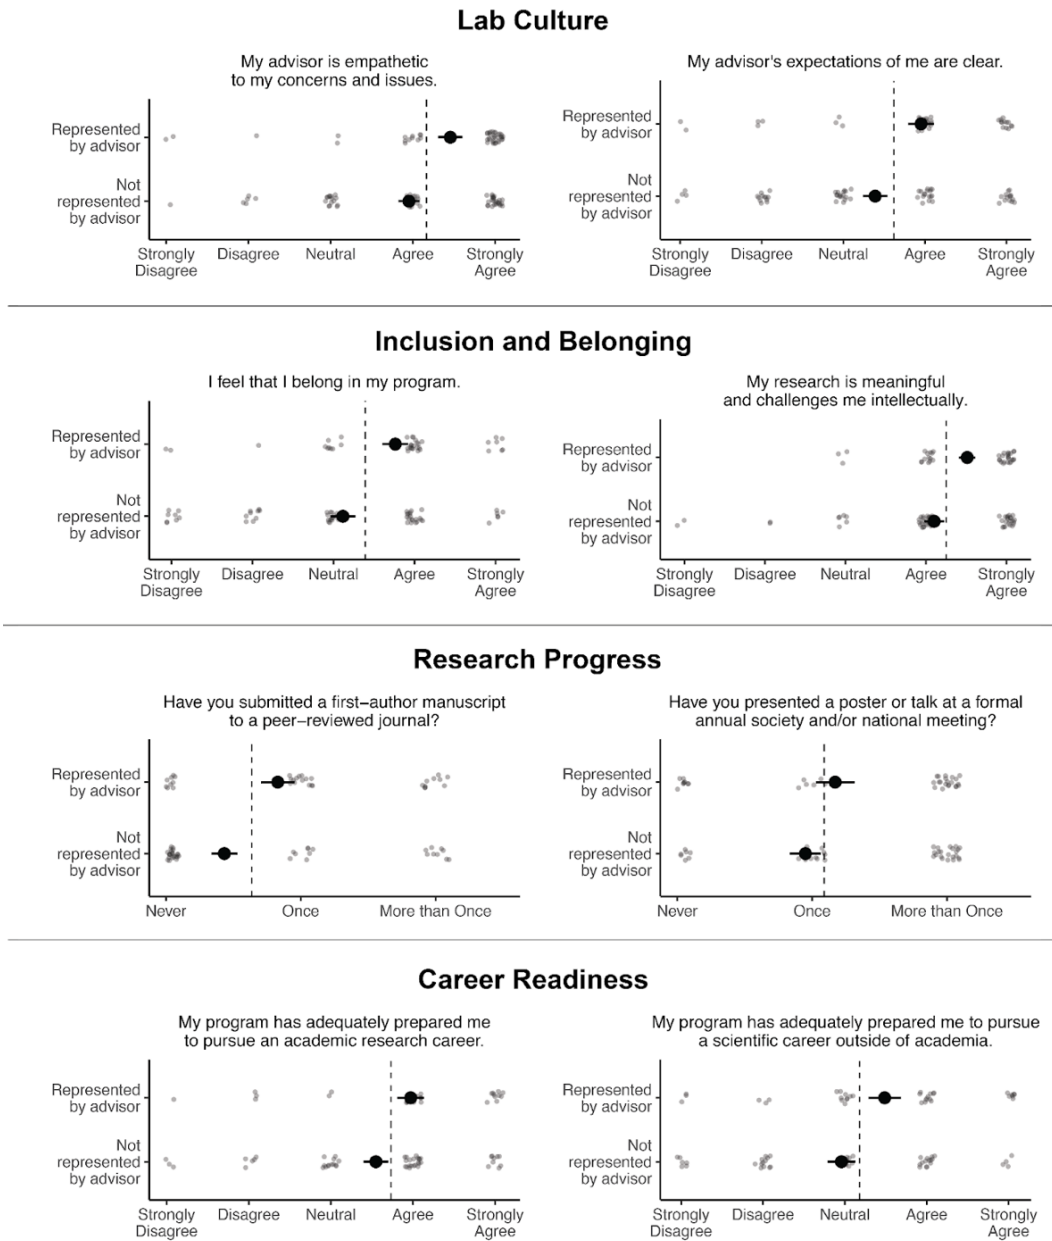 Lab Culture
My advisor is empathetic
to my concerns and issues.
Represented
by advisor
Not
represented
by advisor
Strongly
Disagree
Disagree
Neutral
Agree
Strongly
Agree
My advisor's expectations of me are clear.
Represented
by advisor
Not
represented
by advisor
Strongly
Disagree
Disagree
Neutral
Agree
Strongly
Agree
Inclusion and Belonging
I feel that I belong in my program.
Represented
by advisor
Not
represented
by advisor
Strongly
Disagree
Disagree
Neutral
Agree
Strongly
Agree
My research is meaningful
and challenges me intellectually.
Represented
by advisor
Not
represented
by advisor
Strongly
Disagree
Disagree
Neutral
Agree
Strongly
Agree
Research Progress
Have you submitted a first–author manuscript
to a peer–reviewed journal?
Represented
by advisor
Not
represented
by advisor
Never
Once
More than Once
Have you presented a poster or talk at a formal
annual society and/or national meeting?
Represented
by advisor
Not
represented
by advisor
Never
Once
More than Once
Career Readiness
My program has adequately prepared me
to pursue an academic research career.
Represented
by advisor
Not
represented
by advisor
Strongly
Disagree
Disagree
Neutral
Agree
Strongly
Agree
My program has adequately prepared me to pursue
a scientific career outside of academia.
Represented
by advisor
Not
represented
by advisor
Strongly
Disagree
Disagree
Neutral
Agree
Strongly
Agree